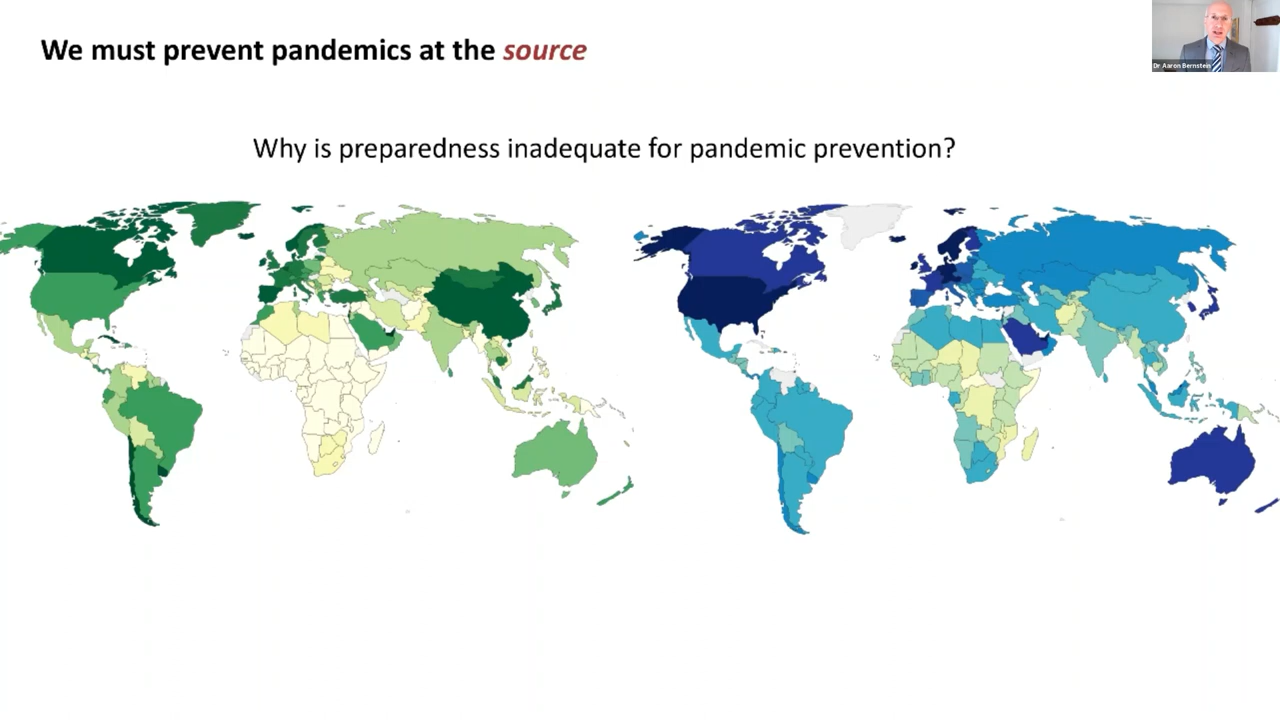 We must prevent pandemics at the source
Dr Aaron Bernstein
Why is preparedness inadequate for pandemic prevention?